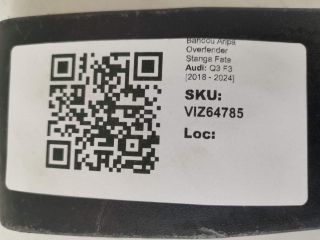 Bandou Aripa
Overfender
Stanga Fata
Audi: Q3 F3
[2018 - 2024]
SKU:
VIZ64785
Loc: